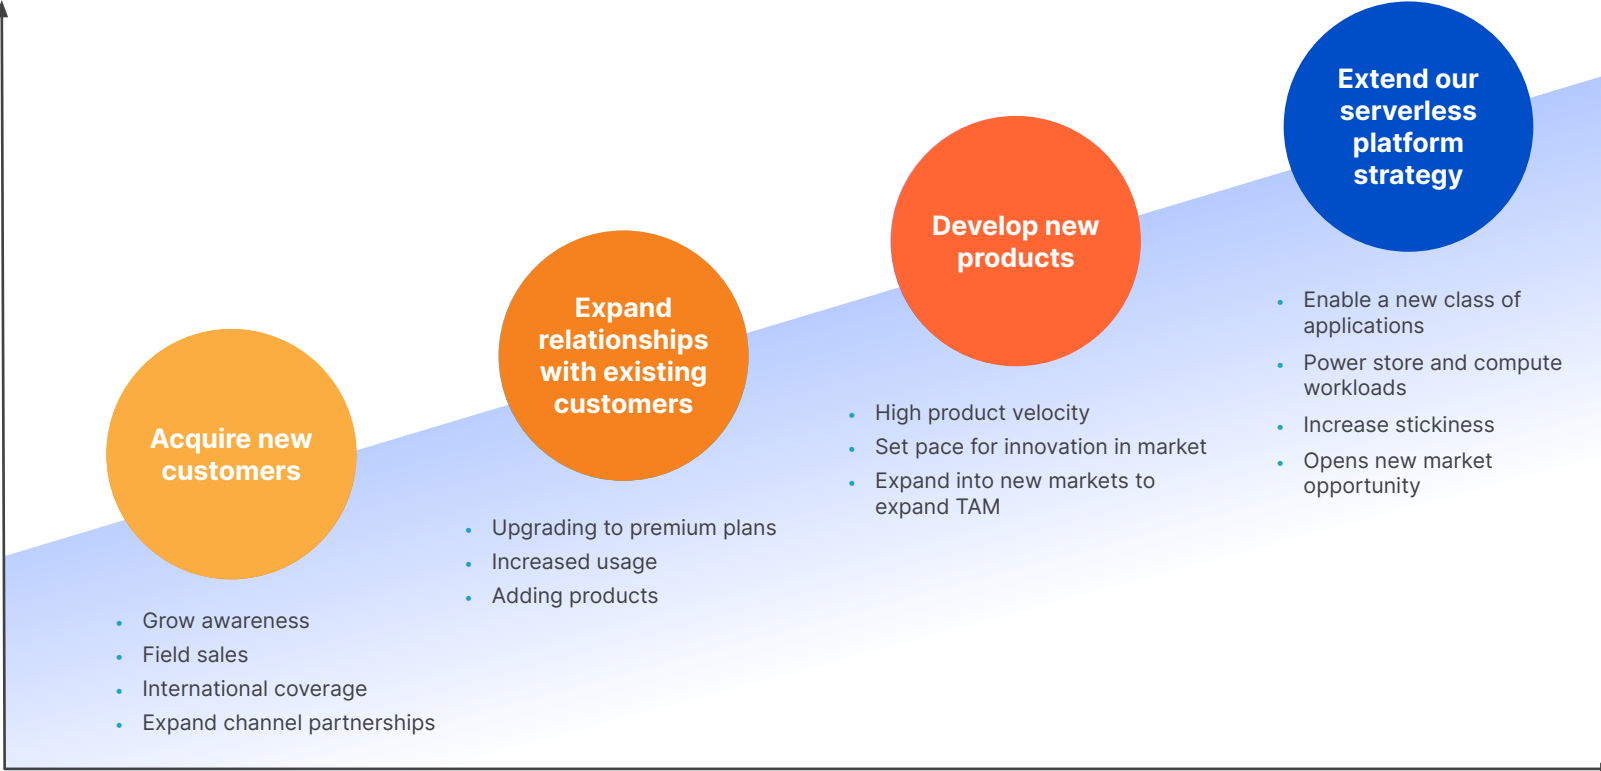 Acquire new
customers
• Grow awareness
• Field sales
• International coverage
• Expand channel partnerships
Expand
relationships
with existing
customers
• Upgrading to premium plans
• Increased usage
• Adding products
Develop new
products
• High product velocity
• Set pace for innovation in market
• Expand into new markets to
expand TAM
Extend our
serverless
platform
strategy
• Enable a new class of
applications
• Power store and compute
workloads
• Increase stickiness
• Opens new market
opportunity